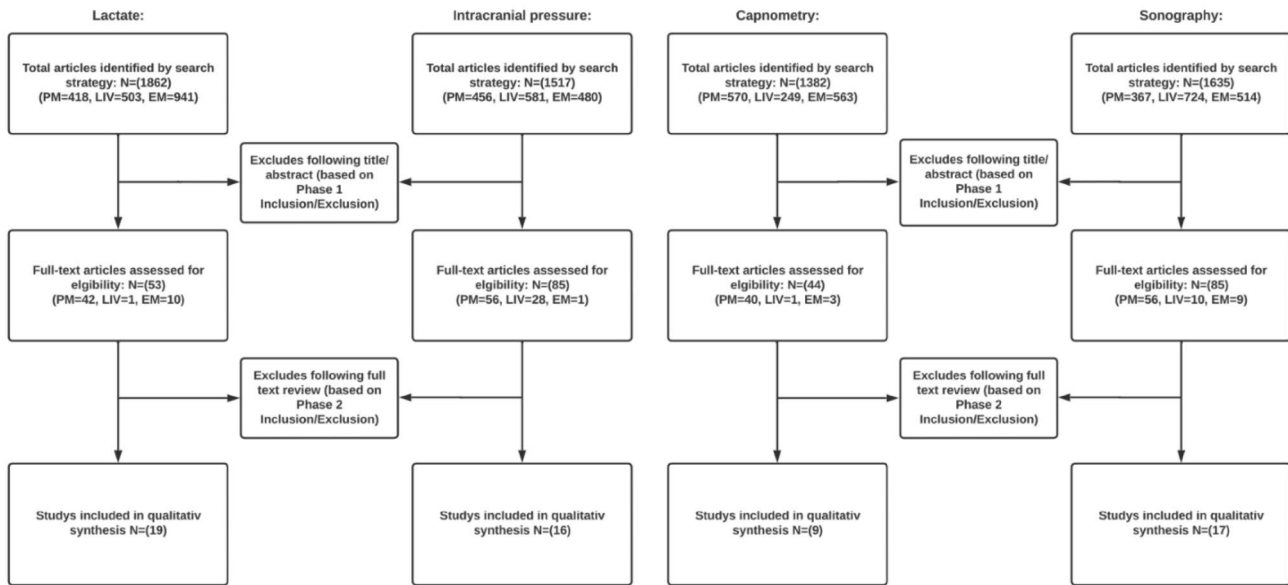 Lactate:
Intracranial pressure:
Capnometry:
Sonography:
Total articles identified by search
strategy: N=(1862)
(PM=418, LIV=503, EM=941)
Total articles identified by search
strategy: N=(1517)
(PM=456, LIV=581, EM=480)
Total articles identified by search
strategy: N=(1382)
(PM=570, LIV=249, EM=563)
Total articles identified by search
strategy: N=(1635)
(PM=367, LIV=724, EM=514)
Excludes following title/
abstract (based on
Phase 1
Inclusion/Exclusion)
Excludes following title/
abstract (based on
Phase 1
Inclusion/Exclusion)
Full-text articles assessed for
elgibility: N=(53)
(PM=42, LIV=1, EM=10)
Full-text articles assessed for
elgibility: N=(85)
(PM=56, LIV=28, EM=1)
Full-text articles assessed for
elgibility: N=(44)
(PM=40, LIV=1, EM=3)
Full-text articles assessed for
elgibility: N=(85)
(PM=56, LIV=10, EM=9)
Excludes following full
text review (based on
Phase 2
Inclusion/Exclusion)
Excludes following full
text review (based on
Phase 2
Inclusion/Exclusion)
Studys included in qualitativ
synthesis N=(19)
Studys included in qualitativ
synthesis N=(16)
Studys included in qualitativ
synthesis N=(9)
Studys included in qualitativ
synthesis N=(17)